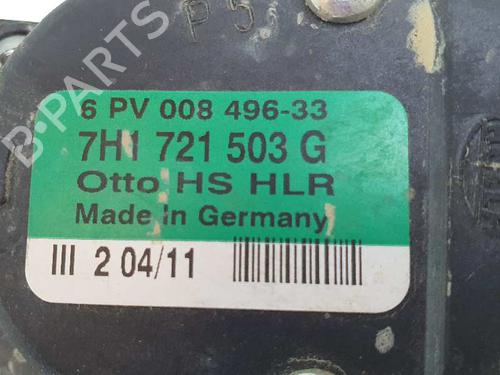 P 5
6 PV 008 496-33
7H1 721 503 G
Otto HS HLR
Made in Germany
III 2 04/11
B-PARTS